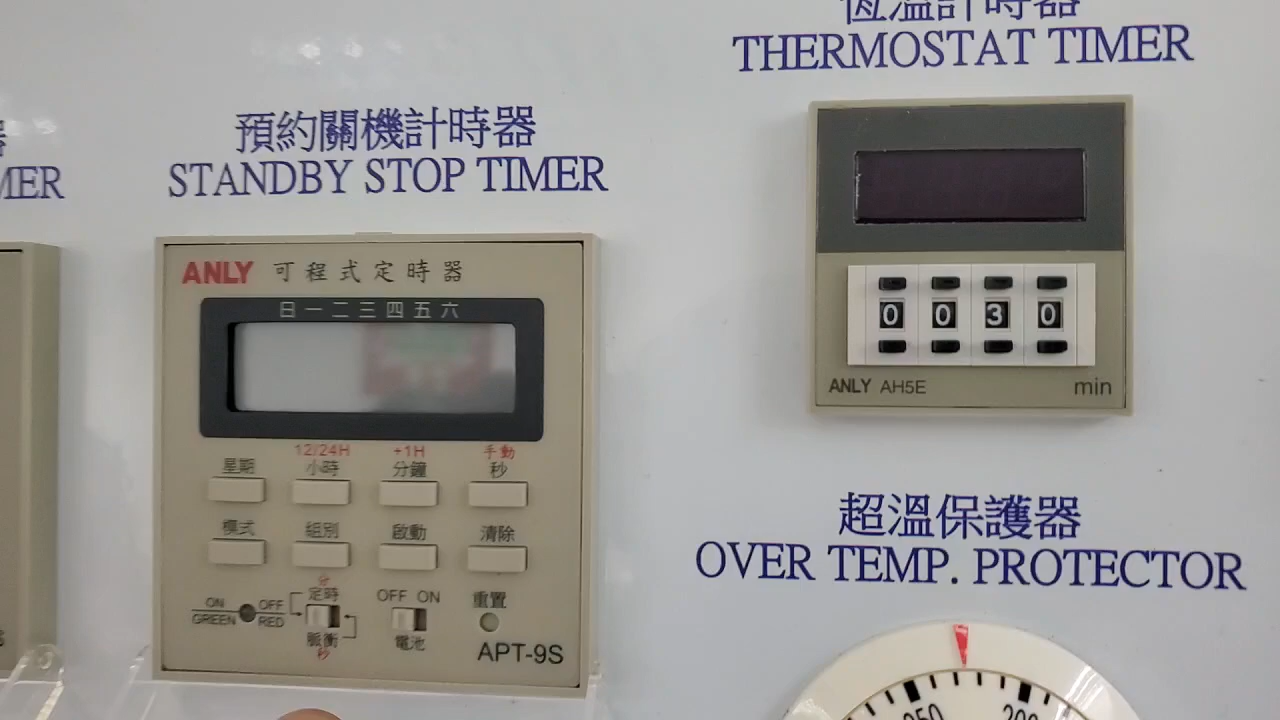 恆溫計時器
THERMOSTAT TIMER
預約關機計時器
STANDBY STOP TIMER
MER
ANLY 可程式定時器
日一二三四五六
12/24H +1H 手動
星期 小時 分鐘 秒
模式 組別 啟動 清除
分
ON OFF 定時 OFF ON 重置
GREEN RED
脈衝 電池
秒
APT-9S
0 0 3 0
ANLY AH5E min
超溫保護器
OVER TEMP. PROTECTOR
200